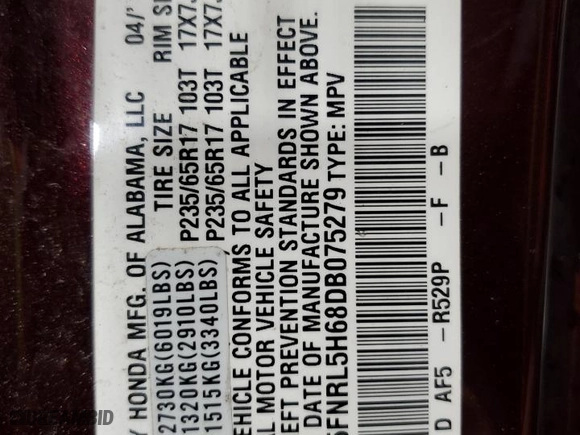 Y HONDA MFG. OF ALABAMA, LLC 04/'
TIRE SIZE RIM SI
2730KG(6019LBS)
1320KG(2910LBS) P235/65R17 103T 17X7.
1515KG(3340LBS) P235/65R17 103T 17X7.
EHICLE CONFORMS TO ALL APPLICABLE
AL MOTOR VEHICLE SAFETY
EFT PREVENTION STANDARDS IN EFFECT
DATE OF MANUFACTURE SHOWN ABOVE.
5FNRL5H68DB075279 TYPE: MPV
D AF5 -R529P -F -B